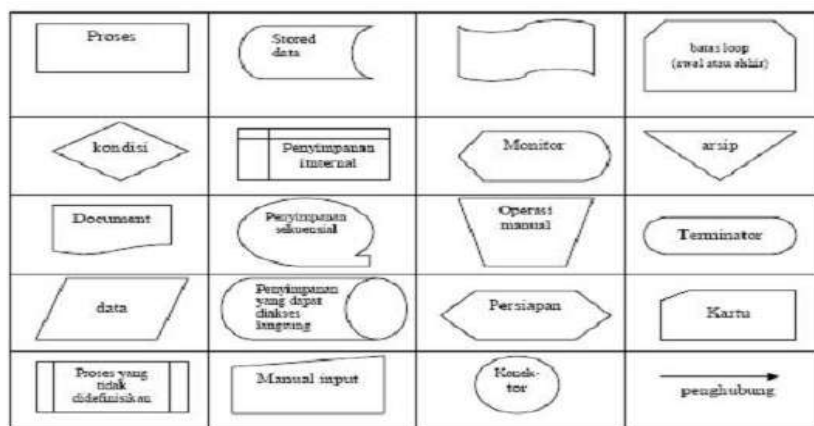 Proses
Stored
data
batas loop
(awal atau akhir)
kondisi
Penyimpanan
Internal
Monitor
arsip
Document
Penyimpanan
sekuensial
Operasi
manual
Terminator
data
Penyimpanan
yang dapat
diakses
langsung
Persiapan
Kartu
Proses yang
tidak
didefinisikan
Manual input
Konek-
tor
penghubung